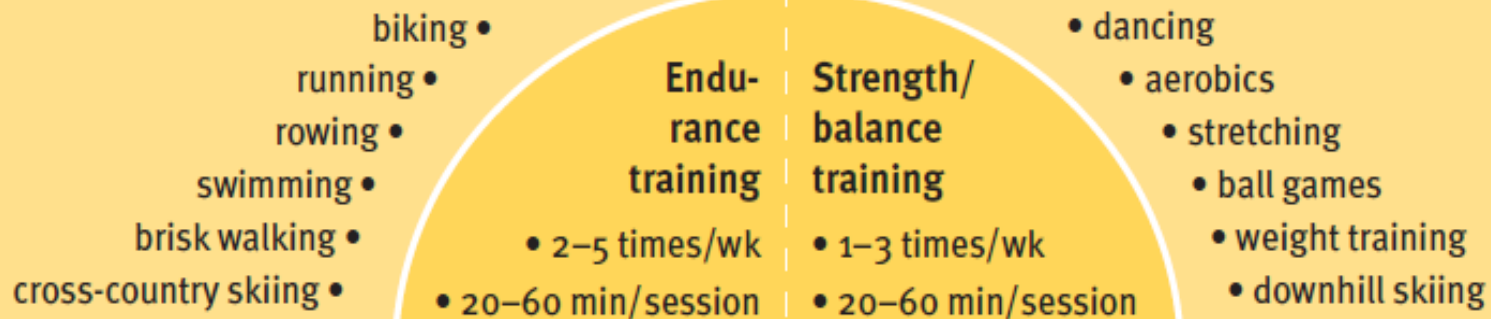 biking •
running •
rowing •
swimming •
brisk walking •
cross-country skiing •
Endu-
rance
training
• 2–5 times/wk
• 20–60 min/session
Strength/
balance
training
• 1–3 times/wk
• 20–60 min/session
• dancing
• aerobics
• stretching
• ball games
• weight training
• downhill skiing